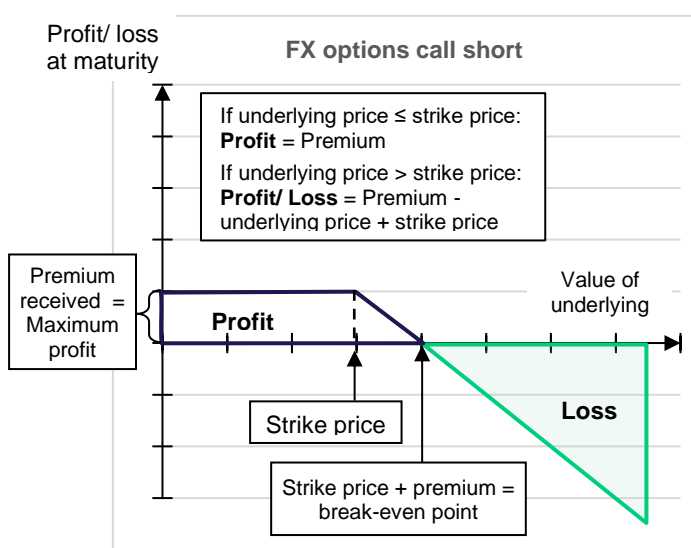 Profit/ loss
at maturity
FX options call short
If underlying price ≤ strike price:
Profit = Premium
If underlying price > strike price:
Profit/ Loss = Premium -
underlying price + strike price
Premium
received =
Maximum
profit
Profit
Value of
underlying
Strike price
Loss
Strike price + premium =
break-even point